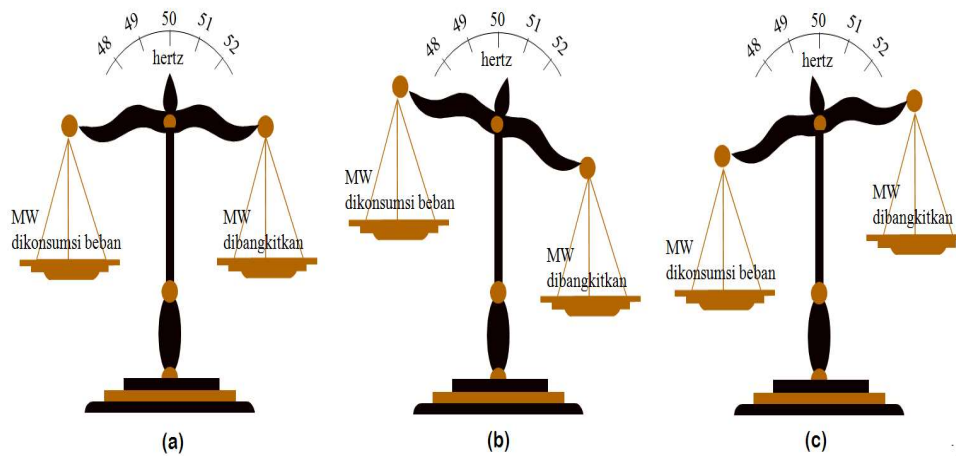 48 49 50 51 52
hertz
MW
dikonsumsi beban
MW
dibangkitkan
(a)
48 49 50 51 52
hertz
MW
dikonsumsi beban
MW
dibangkitkan
(b)
48 49 50 51 52
hertz
MW
dikonsumsi beban
MW
dibangkitkan
(c)